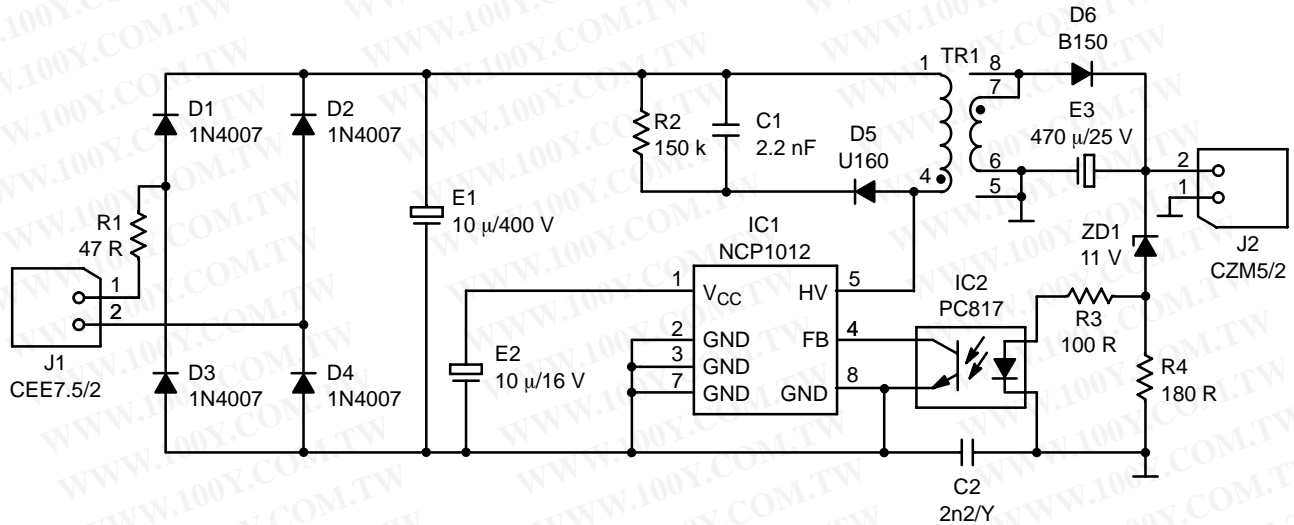 D6
B150
TR1
1
8
7
D1
1N4007
D2
1N4007
R2
150 k
C1
2.2 nF
D5
U160
E3
470 μ/25 V
4
6
5
2
1
J2
CZM5/2
E1
10 μ/400 V
R1
47 R
IC1
NCP1012
ZD1
11 V
1
2
J1
CEE7.5/2
1
VCC
HV
5
IC2
PC817
R3
100 R
2
GND
FB
4
3
GND
7
GND
GND
8
E2
10 μ/16 V
D3
1N4007
D4
1N4007
R4
180 R
C2
2n2/Y
WWW.100Y.COM.TW